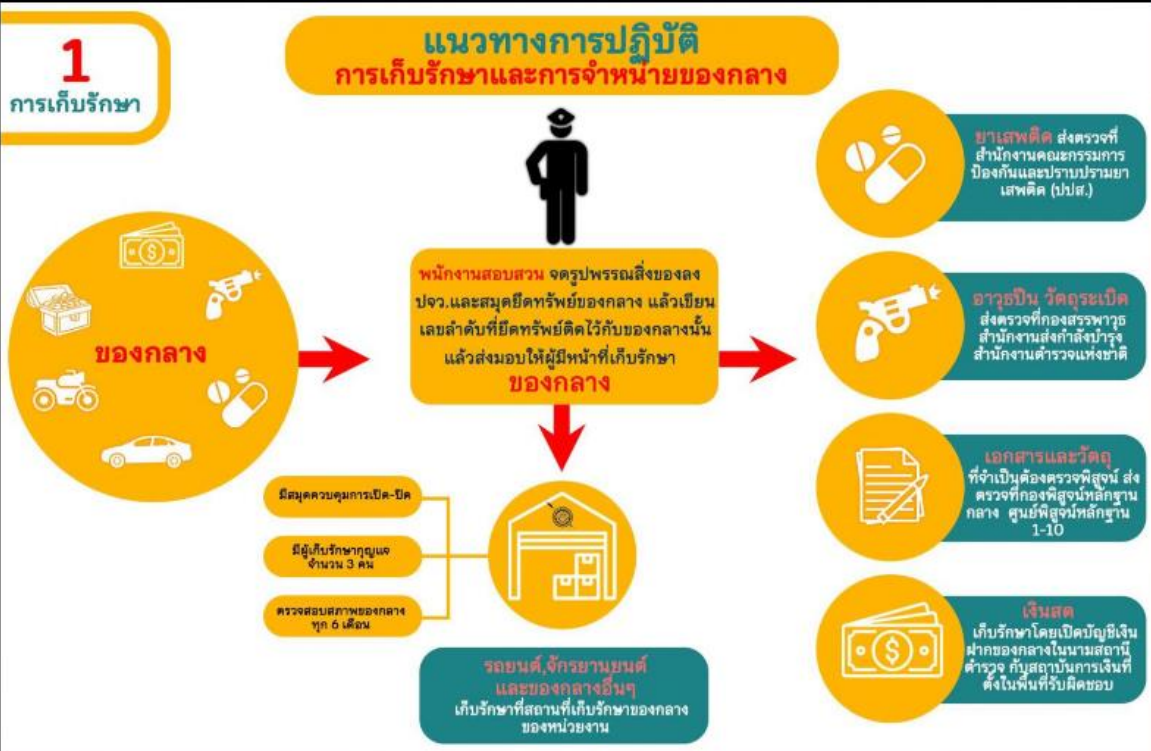 1
การเก็บรักษา
แนวทางการปฏิบัติ
การเก็บรักษาและการจำหน่ายของกลาง
ของกลาง
พนักงานสอบสวน จดรูปพรรณสิ่งของลง
ปจว.และสมุดยึดทรัพย์ของกลาง แล้วเขียน
เลขลำดับที่ยึดทรัพย์ติดไว้กับของกลางนั้น
แล้วส่งมอบให้ผู้มีหน้าที่เก็บรักษา
ของกลาง
ยาเสพติด ส่งตรวจที่
สำนักงานคณะกรรมการ
ป้องกันและปราบปรามยา
เสพติด (ปปส.)
อาวุธปืน วัตถุระเบิด
ส่งตรวจที่กองสรรพาวุธ
สำนักงานส่งกำลังบำรุง
สำนักงานตำรวจแห่งชาติ
เอกสารและวัตถุ
ที่จำเป็นต้องตรวจพิสูจน์ ส่ง
ตรวจที่กองพิสูจน์หลักฐาน
กลาง ศูนย์พิสูจน์หลักฐาน
1-10
เงินสด
เก็บรักษาโดยเปิดบัญชีเงิน
ฝากของกลางในนามสถานี
ตำรวจ กับสถาบันการเงินที่
ตั้งในพื้นที่รับผิดชอบ
มีสมุดควบคุมการเปิด-ปิด
มีผู้เก็บรักษากุญแจ
จำนวน 3 คน
ตรวจสอบสภาพของกลาง
ทุก 6 เดือน
รถยนต์,จักรยานยนต์
และของกลางอื่นๆ
เก็บรักษาที่สถานที่เก็บรักษาของกลาง
ของหน่วยงาน